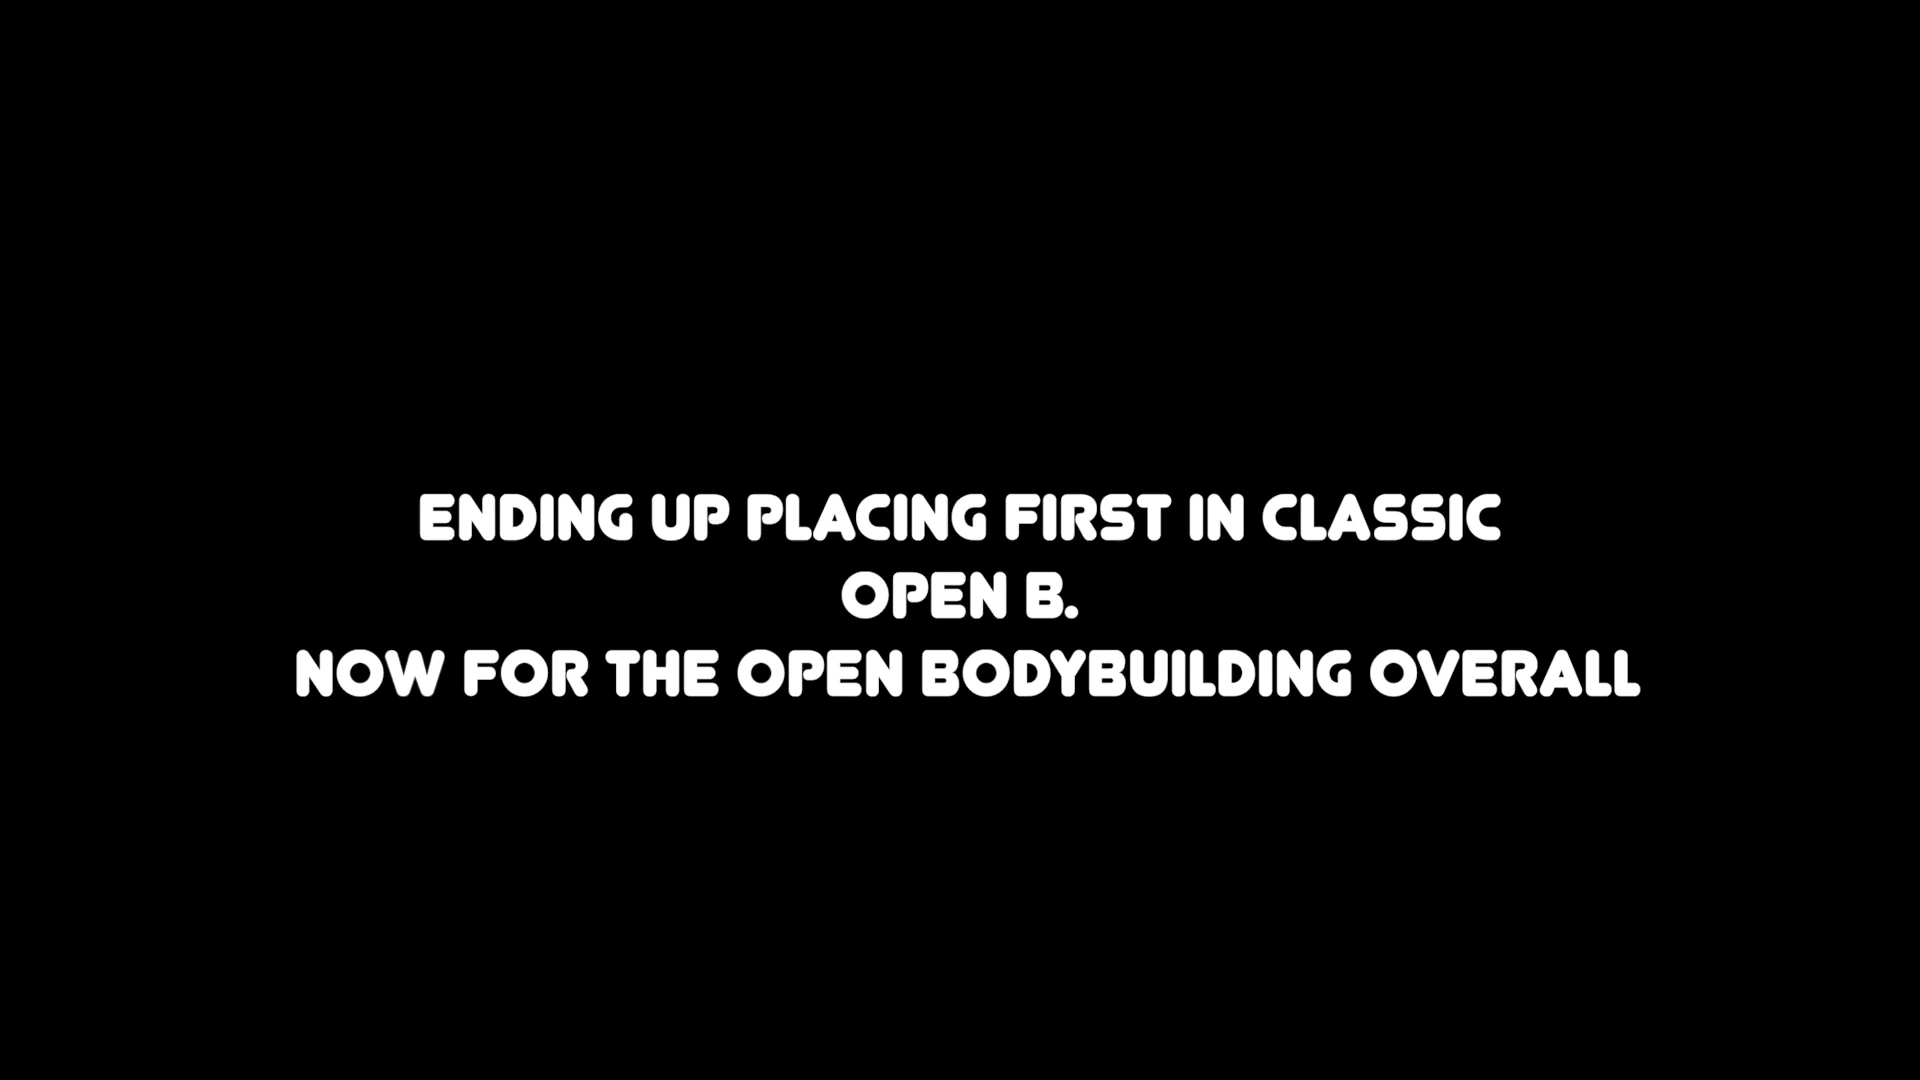 ENDING UP PLACING FIRST IN CLASSIC
OPEN B.
NOW FOR THE OPEN BODYBUILDING OVERALL